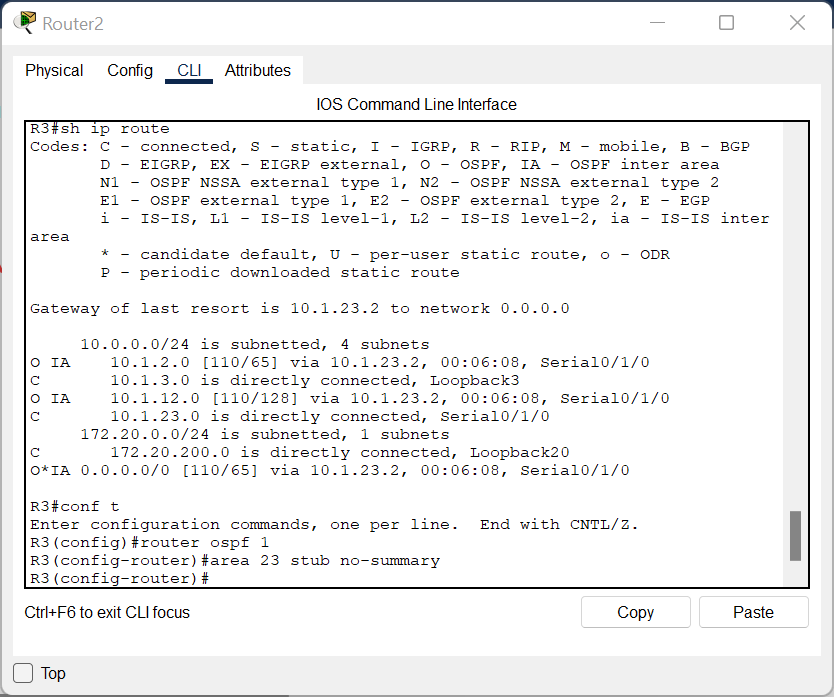 Router2
Physical Config CLI Attributes
IOS Command Line Interface
R3#sh ip route
Codes: C - connected, S - static, I - IGRP, R - RIP, M - mobile, B - BGP
       D - EIGRP, EX - EIGRP external, O - OSPF, IA - OSPF inter area
       N1 - OSPF NSSA external type 1, N2 - OSPF NSSA external type 2
       E1 - OSPF external type 1, E2 - OSPF external type 2, E - EGP
       i - IS-IS, L1 - IS-IS level-1, L2 - IS-IS level-2, ia - IS-IS inter
area
       * - candidate default, U - per-user static route, o - ODR
       P - periodic downloaded static route

Gateway of last resort is 10.1.23.2 to network 0.0.0.0

     10.0.0.0/24 is subnetted, 4 subnets
O IA    10.1.2.0 [110/65] via 10.1.23.2, 00:06:08, Serial0/1/0
C       10.1.3.0 is directly connected, Loopback3
O IA    10.1.12.0 [110/128] via 10.1.23.2, 00:06:08, Serial0/1/0
C       10.1.23.0 is directly connected, Serial0/1/0
     172.20.0.0/24 is subnetted, 1 subnets
C       172.20.200.0 is directly connected, Loopback20
O*IA 0.0.0.0/0 [110/65] via 10.1.23.2, 00:06:08, Serial0/1/0

R3#conf t
Enter configuration commands, one per line.  End with CNTL/Z.
R3(config)#router ospf 1
R3(config-router)#area 23 stub no-summary
R3(config-router)#
Ctrl+F6 to exit CLI focus
Copy Paste
Top